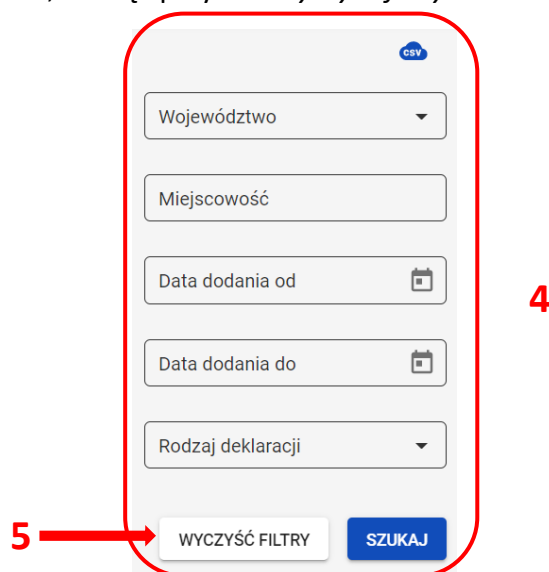 CSV
Województwo
Miejscowość
Data dodania od
4
Data dodania do
Rodzaj deklaracji
5 WYCZYŚĆ FILTRY SZUKAJ